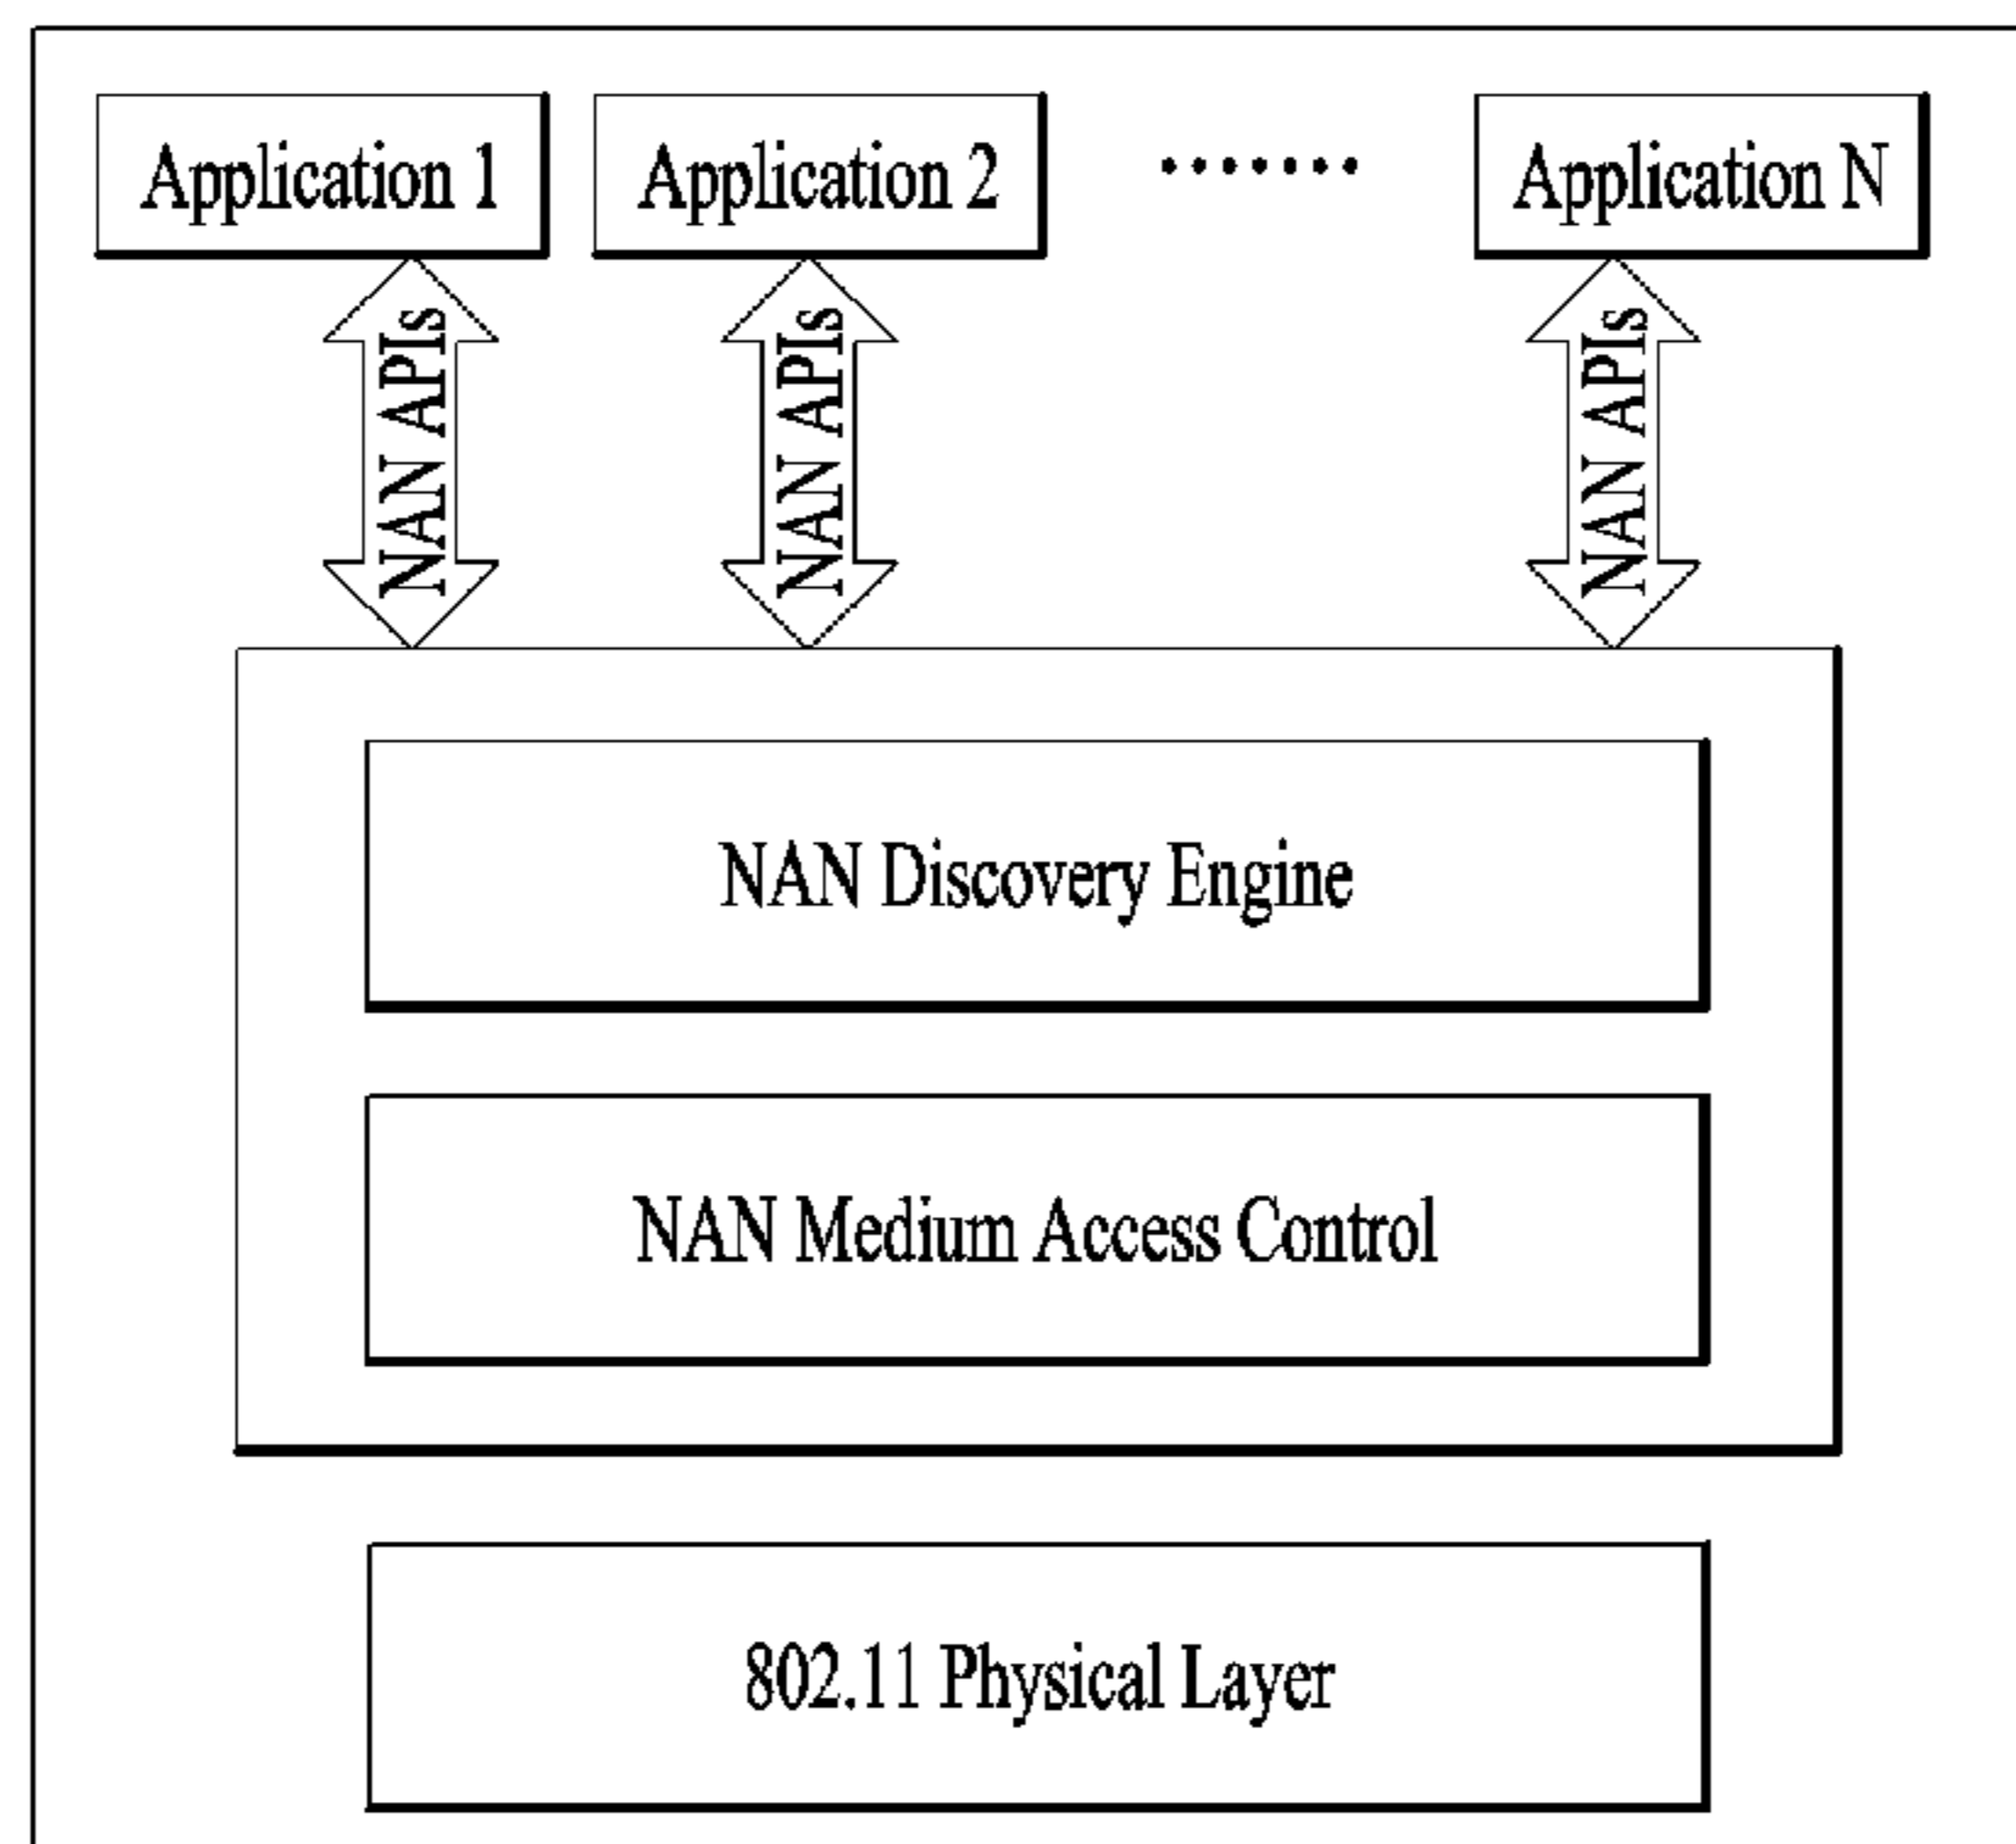 Application 1
Application 2
.......
Application N
NAN APIs
NAN APIs
NAN APIs
NAN Discovery Engine
NAN Medium Access Control
802.11 Physical Layer